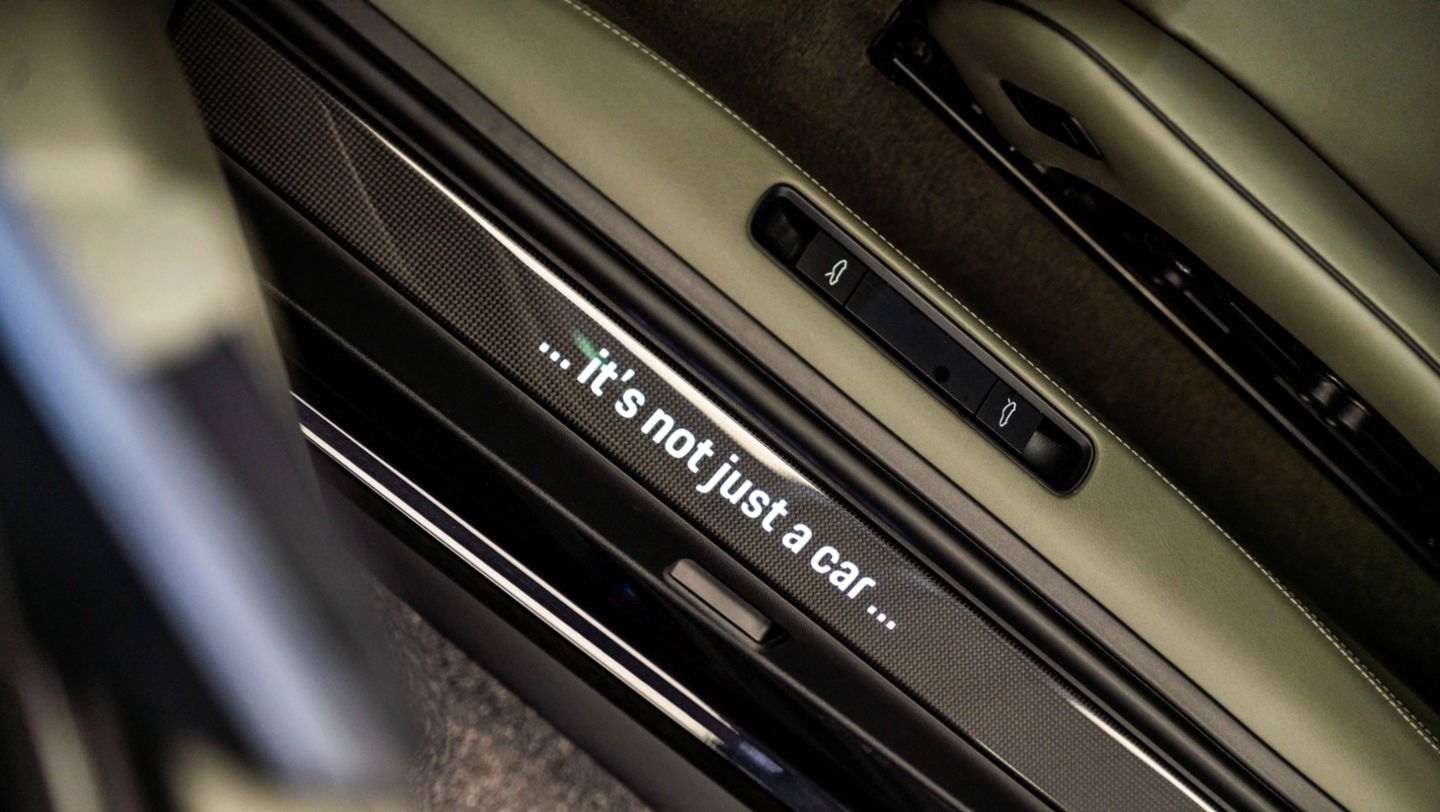 ... it's not just a car ...